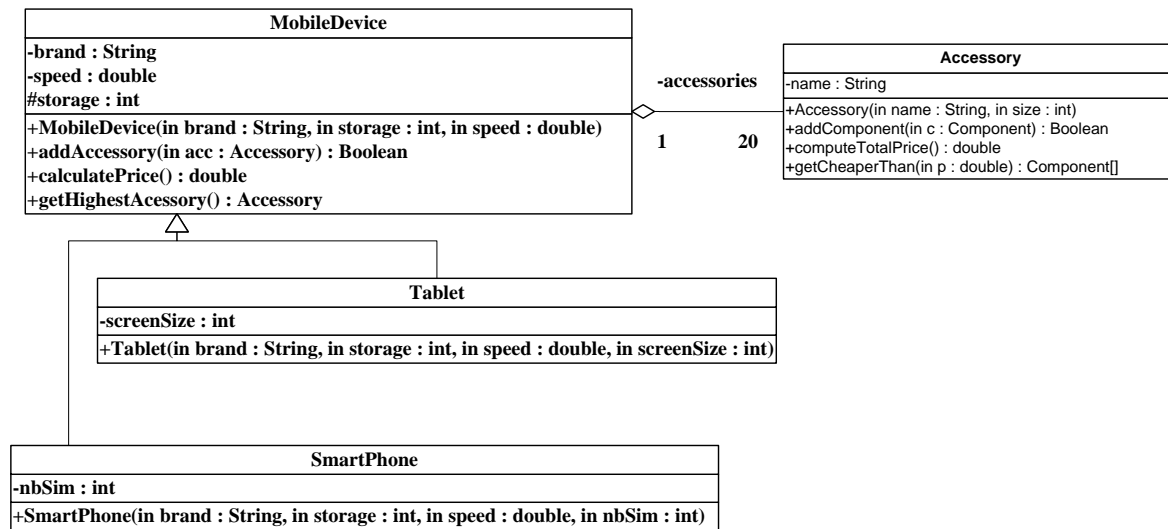 MobileDevice
-brand : String
-speed : double
#storage : int
+MobileDevice(in brand : String, in storage : int, in speed : double)
+addAccessory(in acc : Accessory) : Boolean
+calculatePrice() : double
+getHighestAcessory() : Accessory
-accessories
1 20
Accessory
-name : String
+Accessory(in name : String, in size : int)
+addComponent(in c : Component) : Boolean
+computeTotalPrice() : double
+getCheaperThan(in p : double) : Component[]
Tablet
-screenSize : int
+Tablet(in brand : String, in storage : int, in speed : double, in screenSize : int)
SmartPhone
-nbSim : int
+SmartPhone(in brand : String, in storage : int, in speed : double, in nbSim : int)